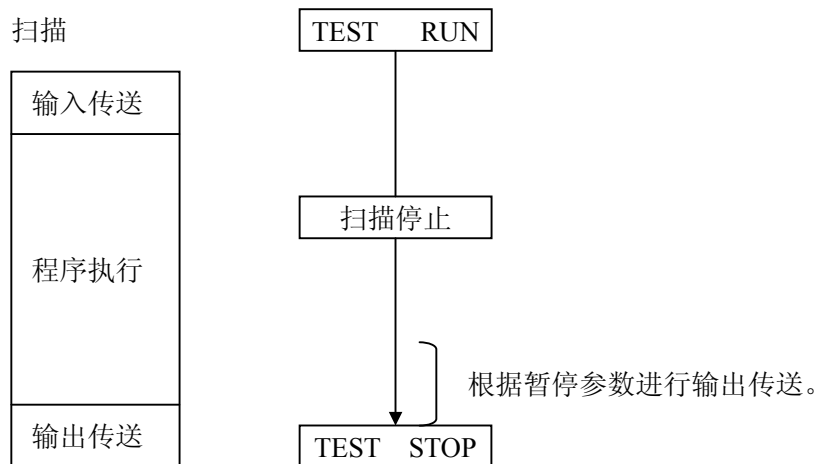 扫描
TEST RUN
输入传送
扫描停止
程序执行
根据暂停参数进行输出传送。
输出传送
TEST STOP